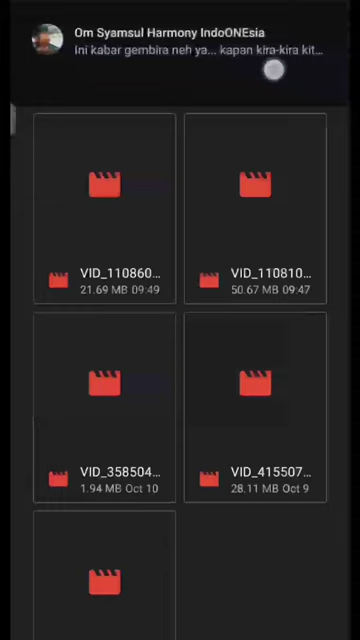 Om Syamsul Harmony IndoONEsia
Ini kabar gembira neh ya... kapan kira-kira kit...
VID_110860...
21.69 MB 09:49
VID_110810...
50.67 MB 09:47
VID_358504...
1.94 MB Oct 10
VID_415507...
28.11 MB Oct 9